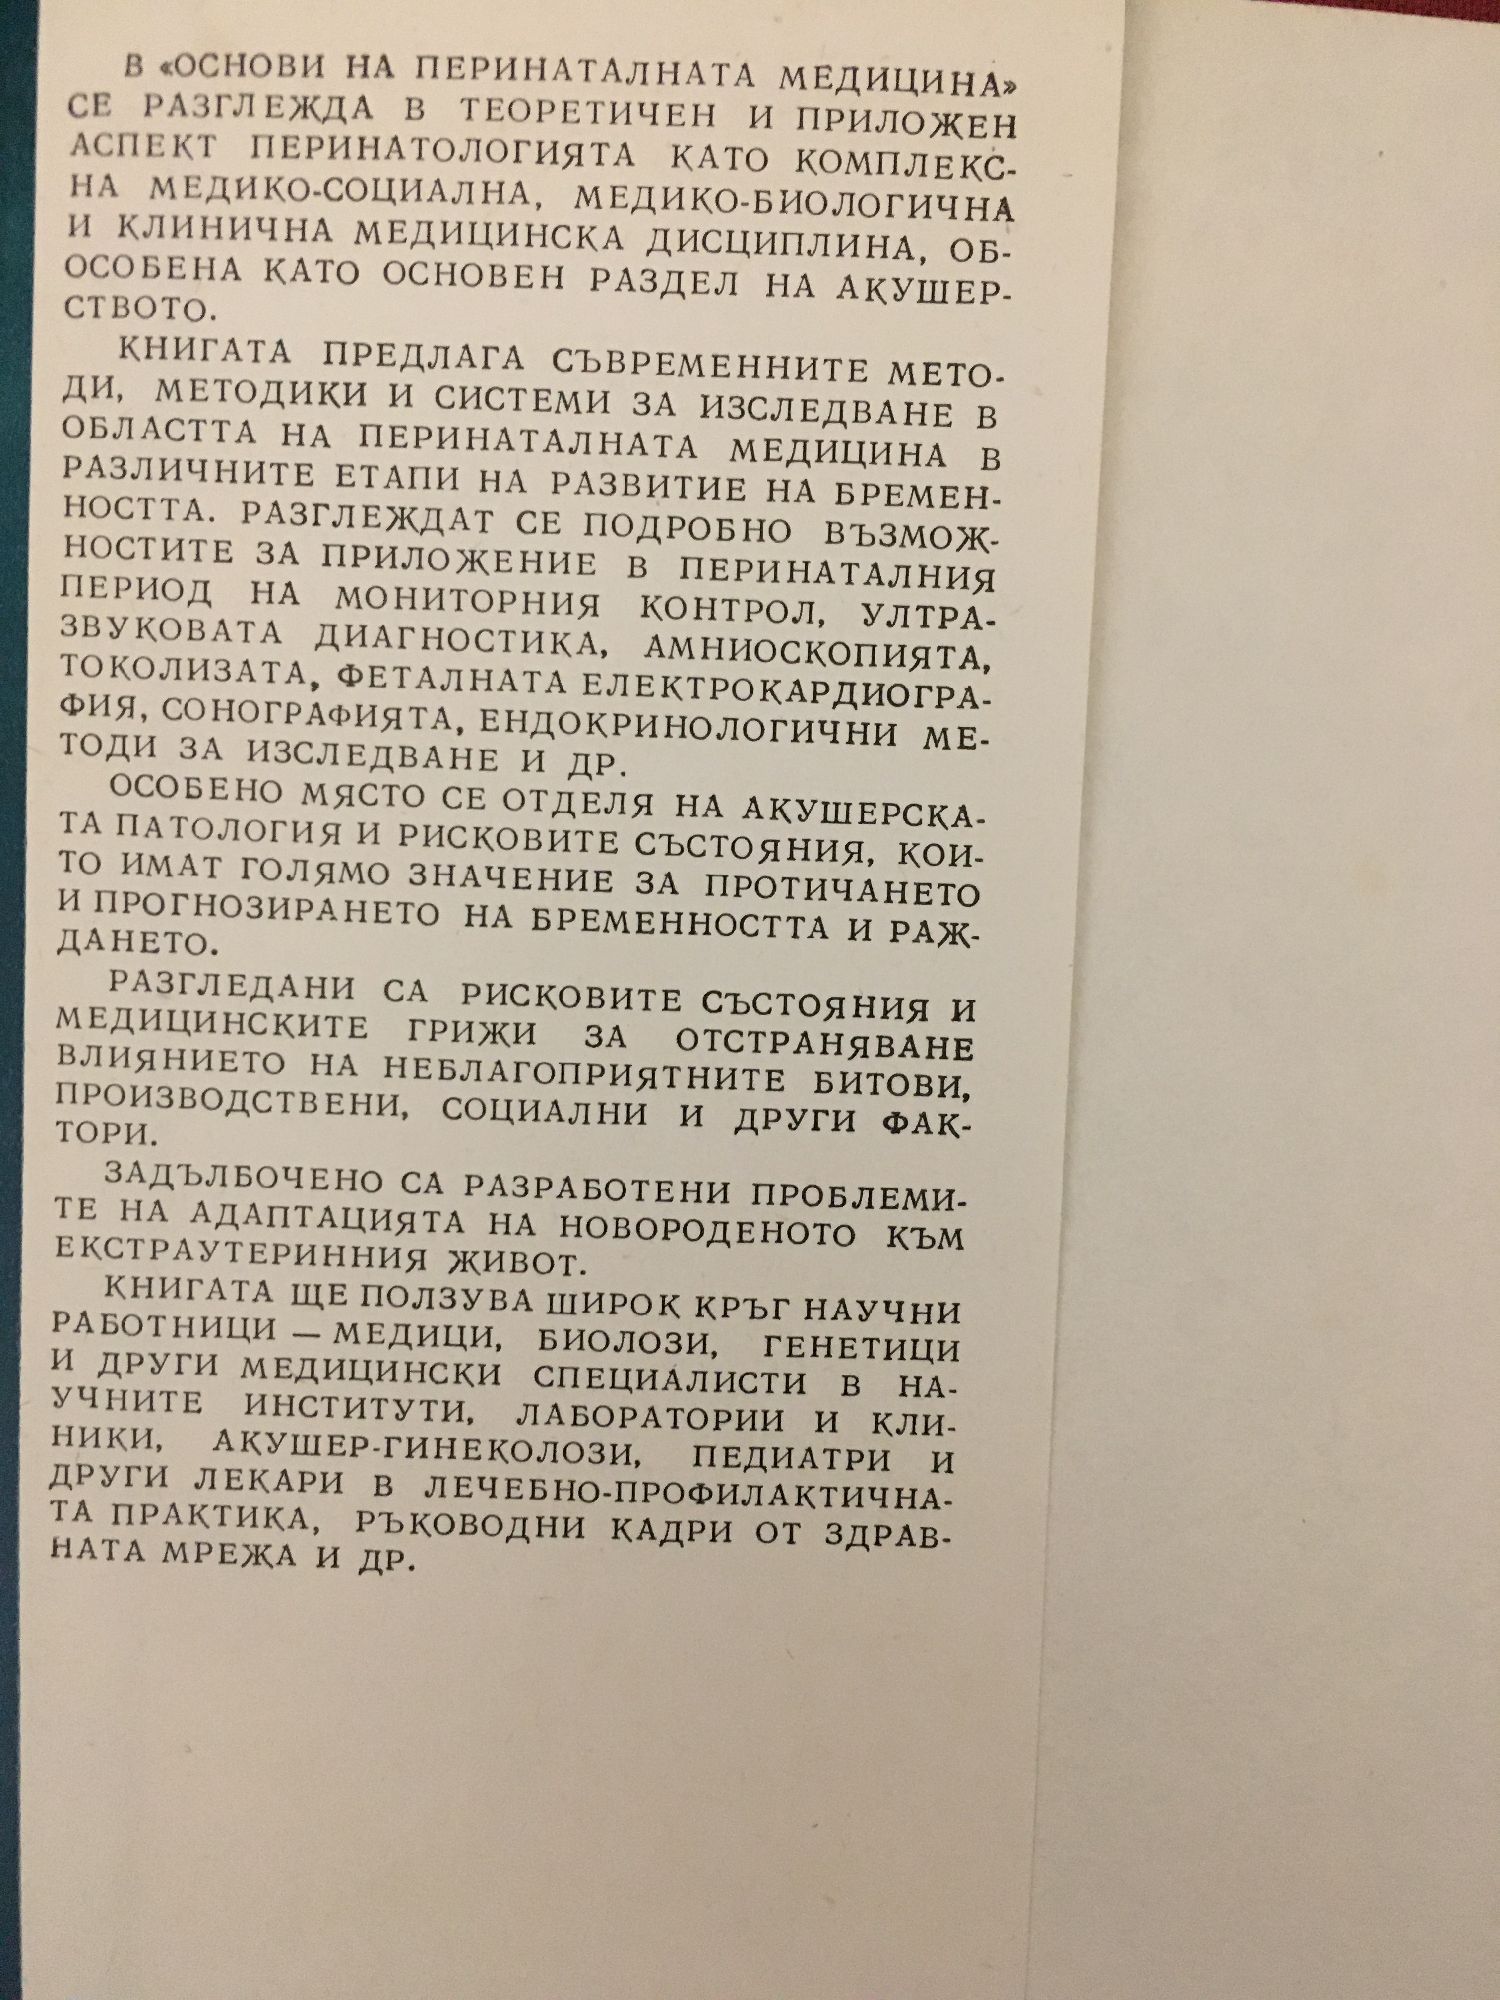 В «ОСНОВИ НА ПЕРИНАТАЛНАТА МЕДИЦИНА»
СЕ РАЗГЛЕЖДА В ТЕОРЕТИЧЕН И ПРИЛОЖЕН
АСПЕКТ ПЕРИНАТОЛОГИЯТА КАТО КОМПЛЕКС-
НА МЕДИКО-СОЦИАЛНА, МЕДИКО-БИОЛОГИЧНА
И КЛИНИЧНА МЕДИЦИНСКА ДИСЦИПЛИНА, ОБ-
ОСОБЕНА КАТО ОСНОВЕН РАЗДЕЛ НА АКУШЕР-
СТВОТО.
КНИГАТА ПРЕДЛАГА СЪВРЕМЕННИТЕ МЕТО-
ДИ, МЕТОДИКИ И СИСТЕМИ ЗА ИЗСЛЕДВАНЕ В
ОБЛАСТТА НА ПЕРИНАТАЛНАТА МЕДИЦИНА В
РАЗЛИЧНИТЕ ЕТАПИ НА РАЗВИТИЕ НА БРЕМЕН-
НОСТТА. РАЗГЛЕЖДАТ СЕ ПОДРОБНО ВЪЗМОЖ-
НОСТИТЕ ЗА ПРИЛОЖЕНИЕ В ПЕРИНАТАЛНИЯ
ПЕРИОД НА МОНИТОРНИЯ КОНТРОЛ, УЛТРА-
ЗВУКОВАТА ДИАГНОСТИКА, АМНИОСКОПИЯТА,
ТОКОЛИЗАТА, ФЕТАЛНАТА ЕЛЕКТРОКАРДИОГРА-
ФИЯ, СОНОГРАФИЯТА, ЕНДОКРИНОЛОГИЧНИ МЕ-
ТОДИ ЗА ИЗСЛЕДВАНЕ И ДР.
ОСОБЕНО МЯСТО СЕ ОТДЕЛЯ НА АКУШЕРСКА-
ТА ПАТОЛОГИЯ И РИСКОВИТЕ СЪСТОЯНИЯ, КОИ-
ТО ИМАТ ГОЛЯМО ЗНАЧЕНИЕ ЗА ПРОТИЧАНЕТО
И ПРОГНОЗИРАНЕТО НА БРЕМЕННОСТТА И РАЖ-
ДАНЕТО.
РАЗГЛЕДАНИ СА РИСКОВИТЕ СЪСТОЯНИЯ И
МЕДИЦИНСКИТЕ ГРИЖИ ЗА ОТСТРАНЯВАНЕ
ВЛИЯНИЕТО НА НЕБЛАГОПРИЯТНИТЕ БИТОВИ,
ПРОИЗВОДСТВЕНИ, СОЦИАЛНИ И ДРУГИ ФАК-
ТОРИ.
ЗАДЪЛБОЧЕНО СА РАЗРАБОТЕНИ ПРОБЛЕМИ-
ТЕ НА АДАПТАЦИЯТА НА НОВОРОДЕНОТО КЪМ
ЕКСТРАУТЕРИННИЯ ЖИВОТ.
КНИГАТА ЩЕ ПОЛЗУВА ШИРОК КРЪГ НАУЧНИ
РАБОТНИЦИ — МЕДИЦИ, БИОЛОЗИ, ГЕНЕТИЦИ
И ДРУГИ МЕДИЦИНСКИ СПЕЦИАЛИСТИ В НА-
УЧНИТЕ ИНСТИТУТИ, ЛАБОРАТОРИИ И КЛИ-
НИКИ, АКУШЕР-ГИНЕКОЛОЗИ, ПЕДИАТРИ И
ДРУГИ ЛЕКАРИ В ЛЕЧЕБНО-ПРОФИЛАКТИЧНА-
ТА ПРАКТИКА, РЪКОВОДНИ КАДРИ ОТ ЗДРАВ-
НАТА МРЕЖА И ДР.